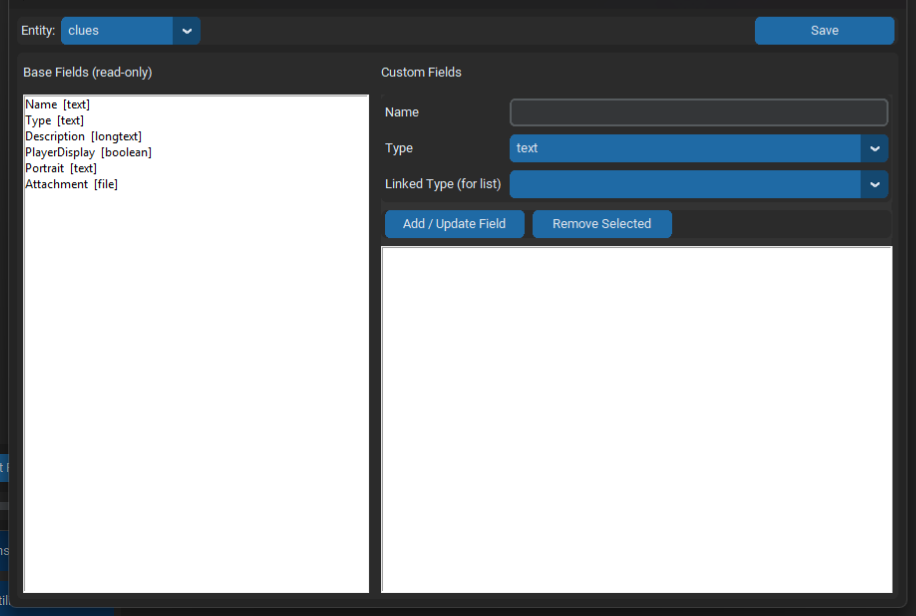 Entity: clues Save
Base Fields (read-only)
Name [text]
Type [text]
Description [longtext]
PlayerDisplay [boolean]
Portrait [text]
Attachment [file]
Custom Fields
Name
Type text
Linked Type (for list)
Add / Update Field Remove Selected